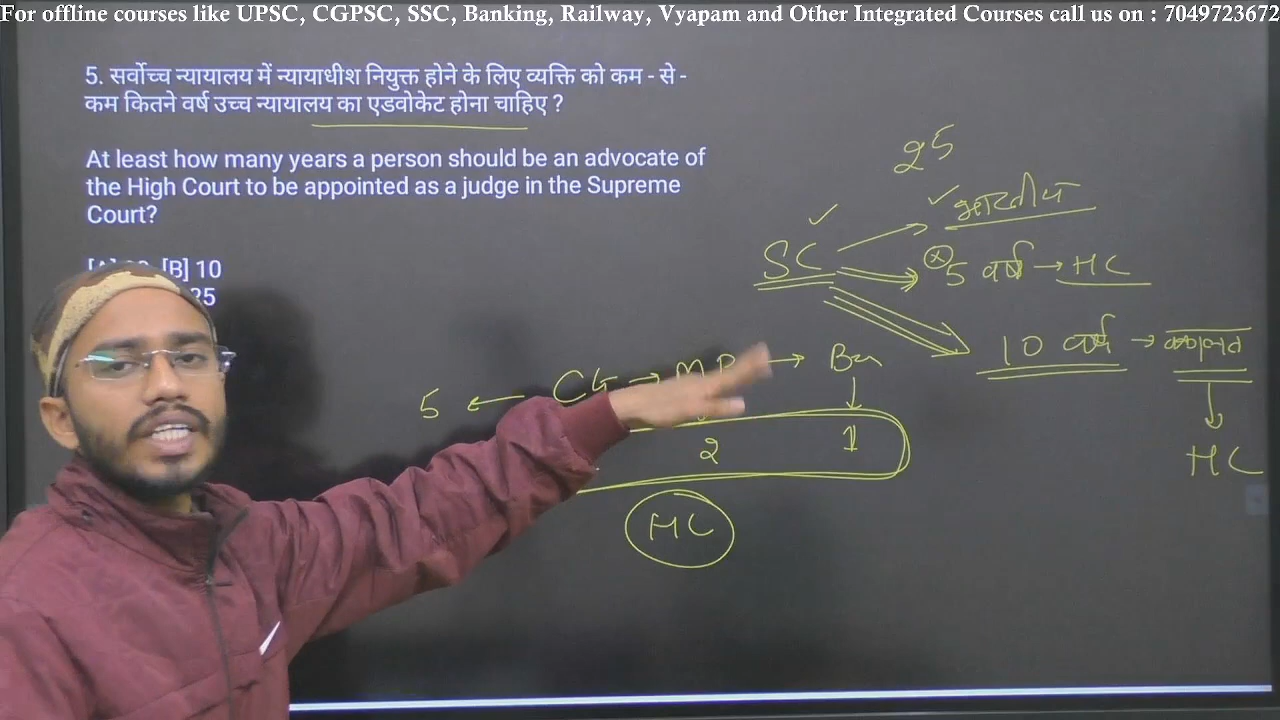 For offline courses like UPSC, CGPSC, SSC, Banking, Railway, Vyapam and Other Integrated Courses call us on : 7049723672
5. सर्वोच्च न्यायालय में न्यायाधीश नियुक्त होने के लिए व्यक्ति को कम - से -
कम कितने वर्ष उच्च न्यायालय का एडवोकेट होना चाहिए ?
At least how many years a person should be an advocate of
the High Court to be appointed as a judge in the Supreme
Court?
[B] 10
25
25
भारतीय
SC
5 वर्ष → HC
10 वर्ष → वकालत
HC
5 ← CG → MP → Ban
2 1
HC